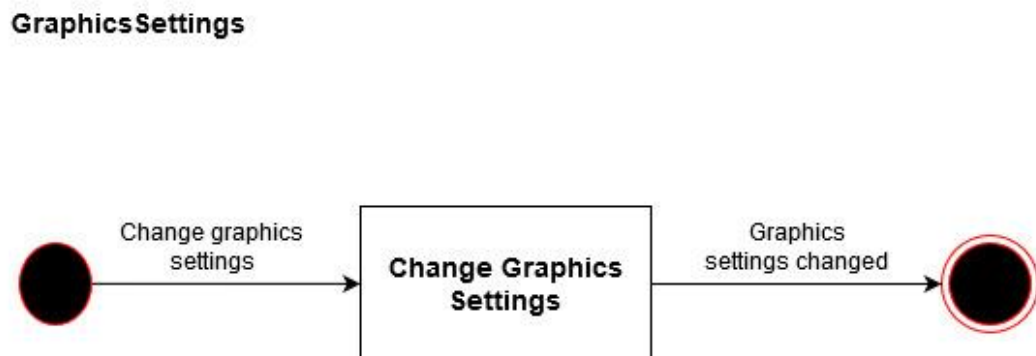 GraphicsSettings
Change graphics
settings
Change Graphics
Settings
Graphics
settings changed